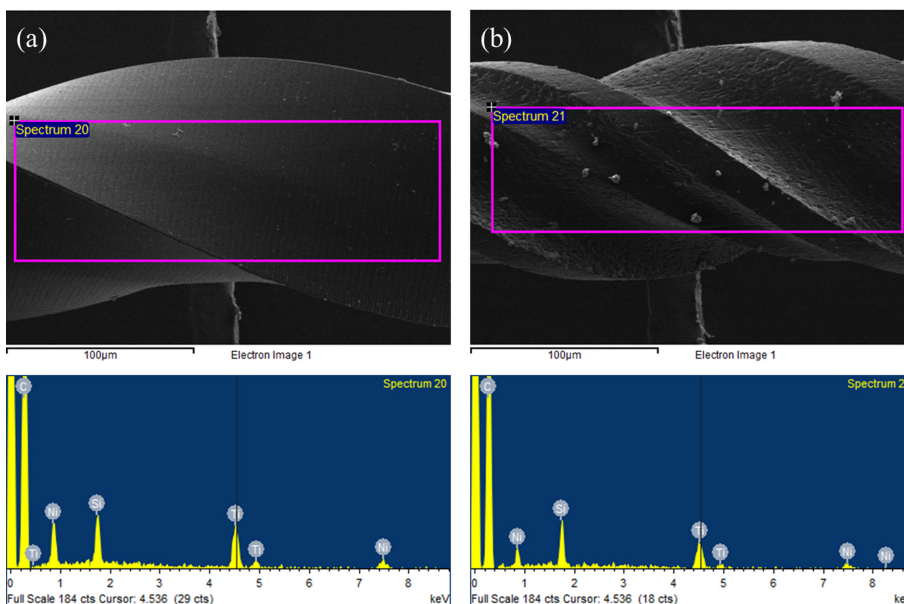 (a)
Spectrum 20
100µm
Electron Image 1
Spectrum 20
C
Ti
Ni
Si
Ti
Ti
Ni
0 1 2 3 4 5 6 7 8
Full Scale 184 cts Cursor: 4.536 (29 cts)
keV
(b)
Spectrum 21
100µm
Electron Image 1
Spectrum 2
C
Ni
Si
Ti
Ti
Ni
Ni
0 1 2 3 4 5 6 7 8
Full Scale 184 cts Cursor: 4.536 (18 cts)
ke